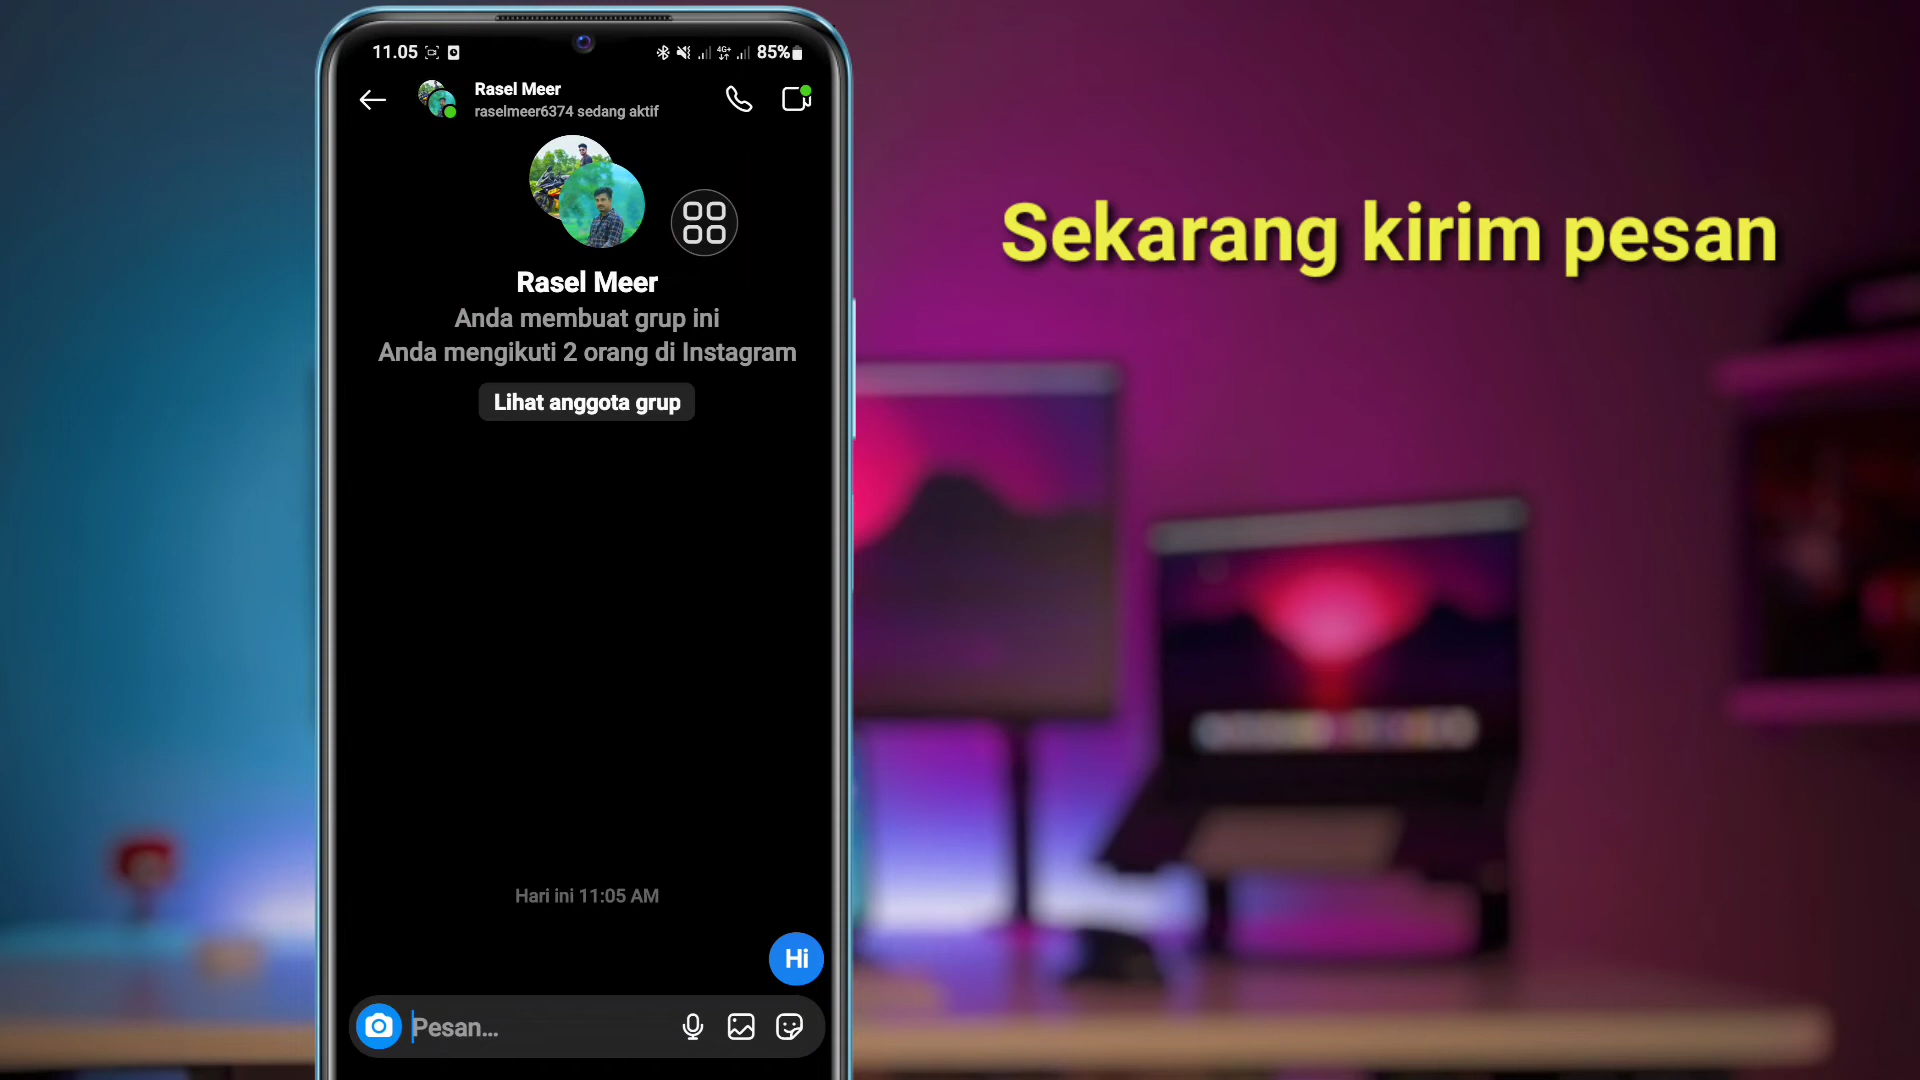 11.05
4G+
85%
Rasel Meer
raselmeer6374 sedang aktif
Rasel Meer
Anda membuat grup ini
Anda mengikuti 2 orang di Instagram
Lihat anggota grup
Sekarang kirim pesan
Hari ini 11:05 AM
Hi
Pesan...